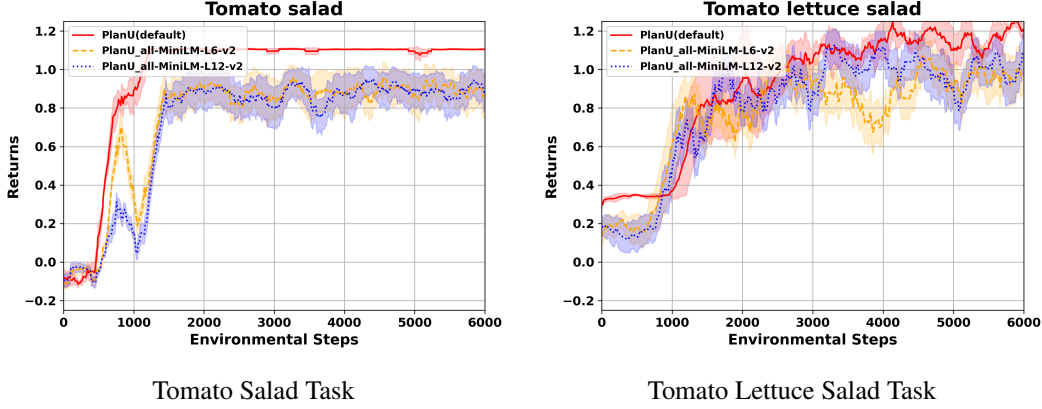 Tomato salad
PlanU(default)
PlanU_all-MiniLM-L6-v2
PlanU_all-MiniLM-L12-v2
1.2
1.0
0.8
0.6
0.4
0.2
0.0
−0.2
Returns
0
1000
2000
3000
4000
5000
6000
Environmental Steps
Tomato Salad Task
Tomato lettuce salad
PlanU(default)
PlanU_all-MiniLM-L6-v2
PlanU_all-MiniLM-L12-v2
1.2
1.0
0.8
0.6
0.4
0.2
0.0
−0.2
Returns
0
1000
2000
3000
4000
5000
6000
Environmental Steps
Tomato Lettuce Salad Task